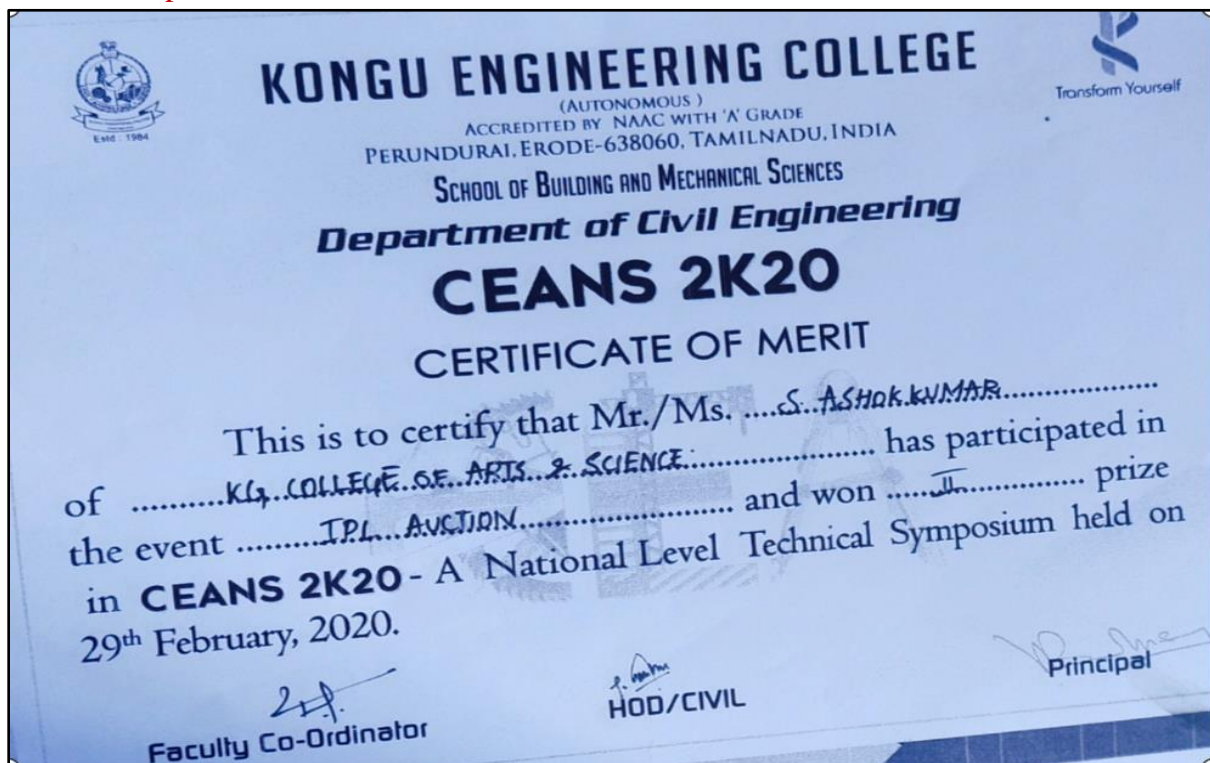 KONGU ENGINEERING COLLEGE
(AUTONOMOUS)
ACCREDITED BY NAAC WITH 'A' GRADE
PERUNDURAI, ERODE-638060, TAMILNADU, INDIA
Estd : 1984
Transform Yourself
SCHOOL OF BUILDING AND MECHANICAL SCIENCES
Department of Civil Engineering
CEANS 2K20
CERTIFICATE OF MERIT
This is to certify that Mr./Ms. ....S. ASHOK KUMAR....................
of ..........KG COLLEGE OF ARTS & SCIENCE.................... has participated in
the event ..........IPL AUCTION.................... and won ......II............... prize
in CEANS 2K20 - A National Level Technical Symposium held on
29th February, 2020.
Faculty Co-Ordinator
HOD/CIVIL
Principal